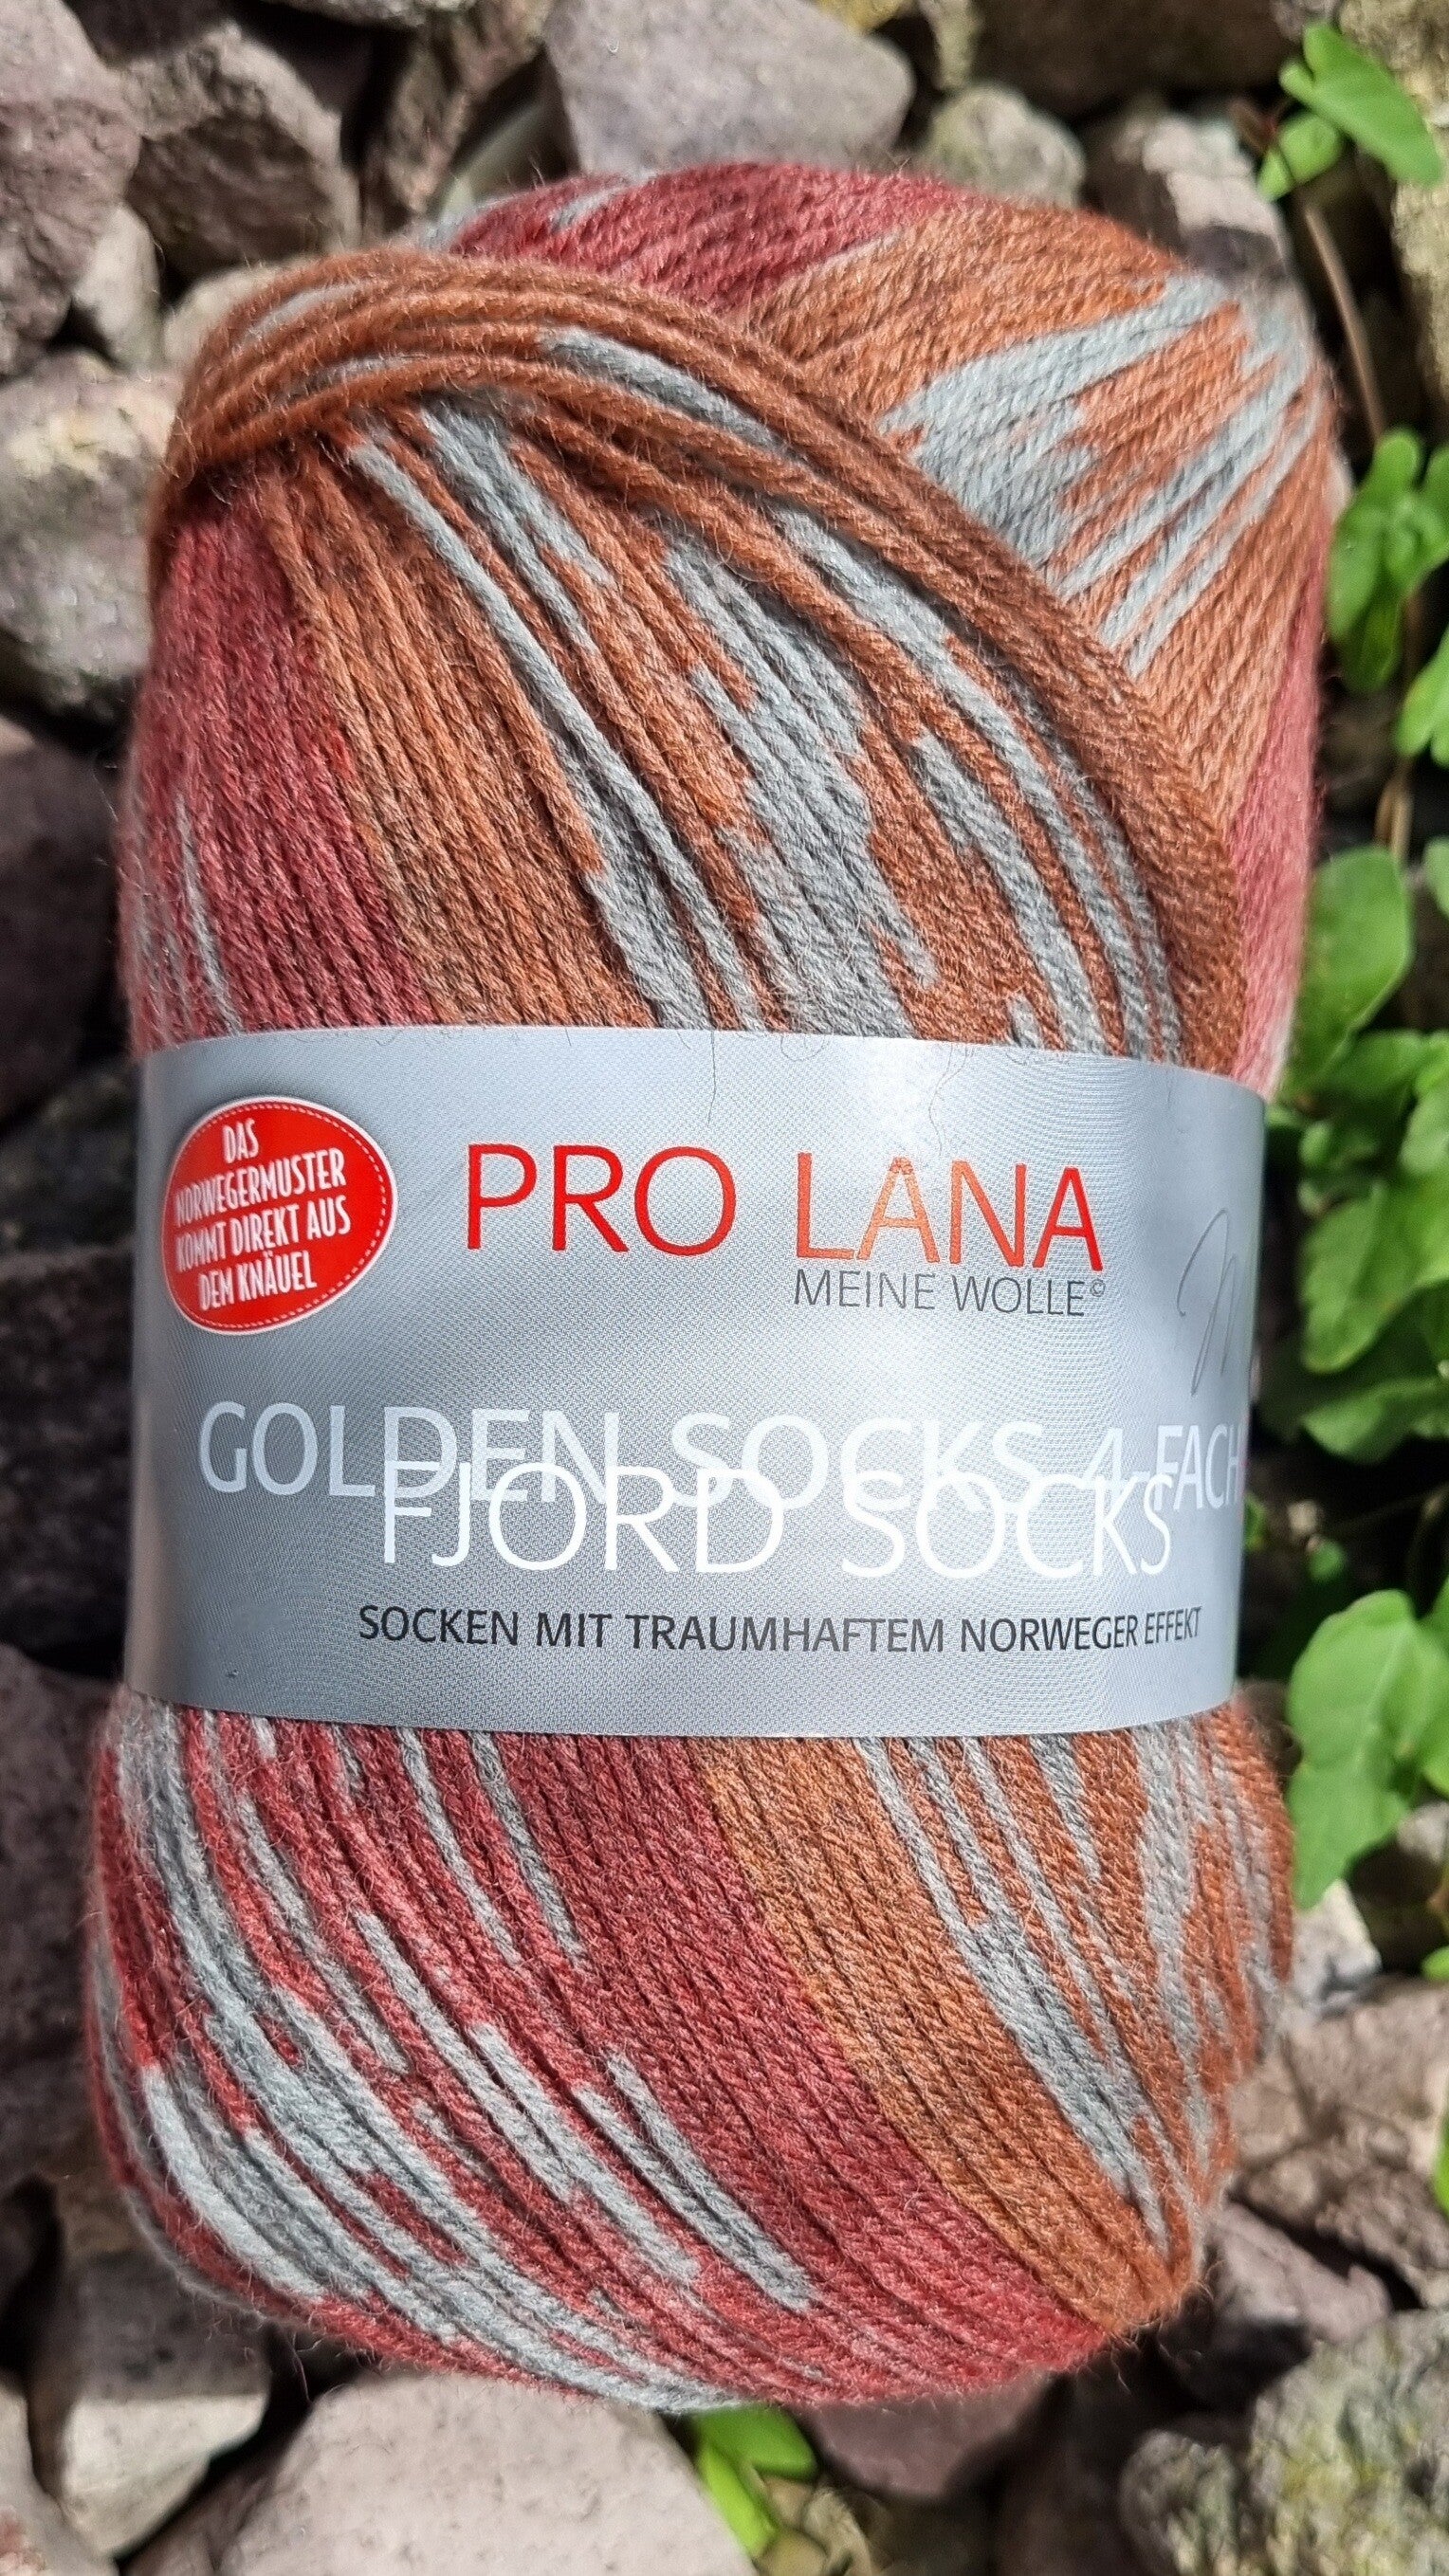 DAS
NORWEGERMUSTER
KOMMT DIREKT AUS
DEM KNÄUEL
PRO LANA
MEINE WOLLE©
GOLDEN SOCKS 4-FACH
FJORD SOCKS
SOCKEN MIT TRAUMHAFTEM NORWEGER EFFEKT